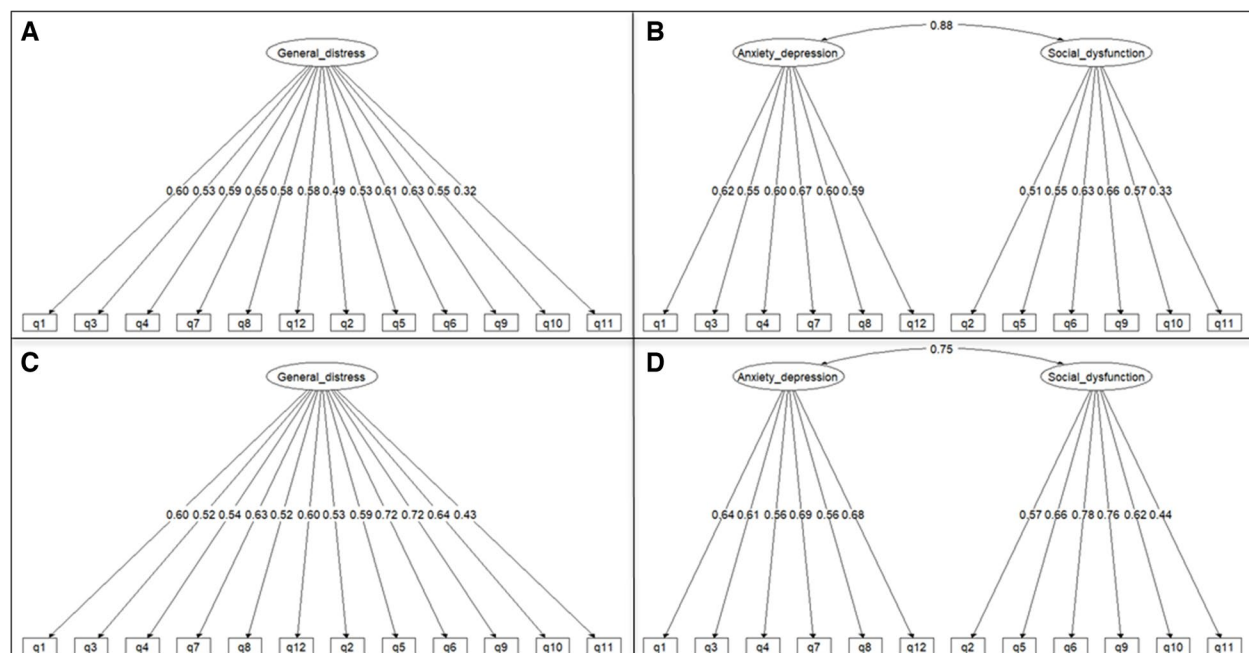 A
General_distress
0.60 0.53 0.59 0.65 0.58 0.58 0.49 0.53 0.61 0.63 0.55 0.32
q1 q3 q4 q7 q8 q12 q2 q5 q6 q9 q10 q11
B
0.88
Anxiety_depression Social_dysfunction
0.62 0.55 0.60 0.67 0.60 0.59 0.51 0.55 0.63 0.66 0.57 0.33
q1 q3 q4 q7 q8 q12 q2 q5 q6 q9 q10 q11
C
General_distress
0.60 0.52 0.54 0.63 0.52 0.60 0.53 0.59 0.72 0.72 0.64 0.43
q1 q3 q4 q7 q8 q12 q2 q5 q6 q9 q10 q11
D
0.75
Anxiety_depression Social_dysfunction
0.64 0.61 0.56 0.69 0.56 0.68 0.57 0.66 0.78 0.76 0.62 0.44
q1 q3 q4 q7 q8 q12 q2 q5 q6 q9 q10 q11